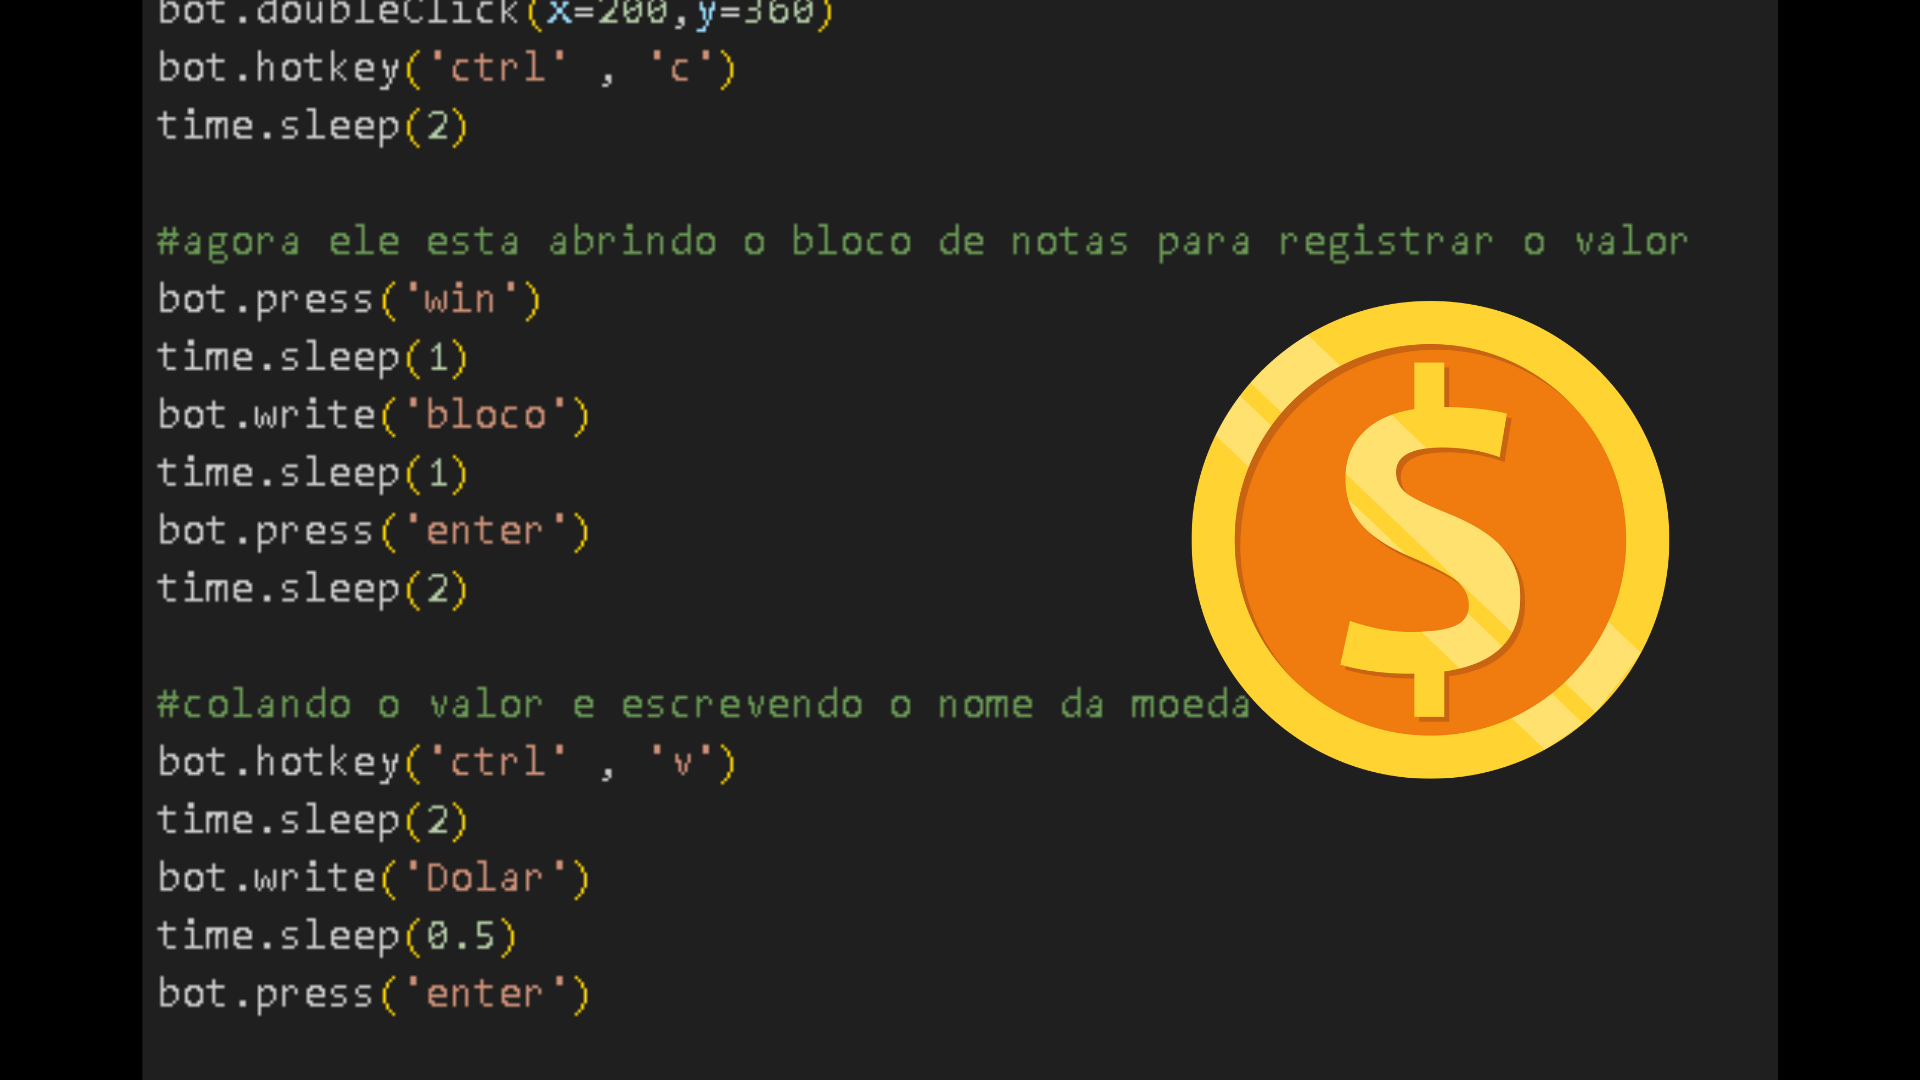 bot.doubleClick(x=200,y=360)
bot.hotkey('ctrl' , 'c')
time.sleep(2)
#agora ele esta abrindo o bloco de notas para registrar o valor
bot.press('win')
time.sleep(1)
bot.write('bloco')
time.sleep(1)
bot.press('enter')
time.sleep(2)
#colando o valor e escrevendo o nome da moeda
bot.hotkey('ctrl' , 'v')
time.sleep(2)
bot.write('Dolar')
time.sleep(0.5)
bot.press('enter')
$